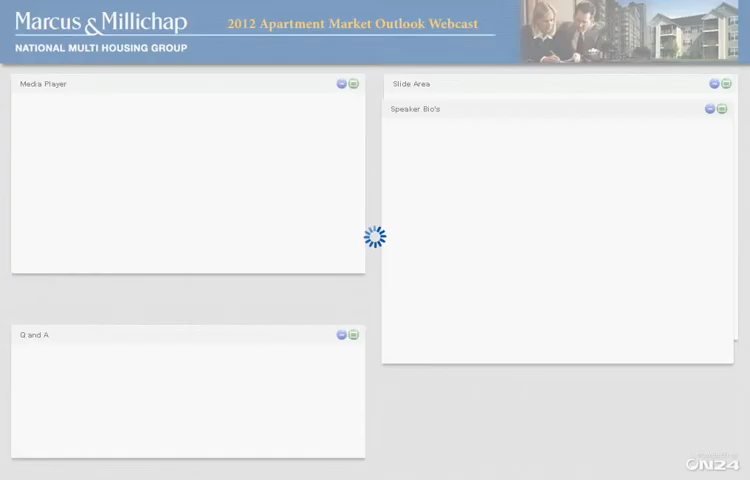 Marcus & Millichap
NATIONAL MULTI HOUSING GROUP
2012 Apartment Market Outlook Webcast
Media Player
Slide Area
Speaker Bio's
Q and A
ON24